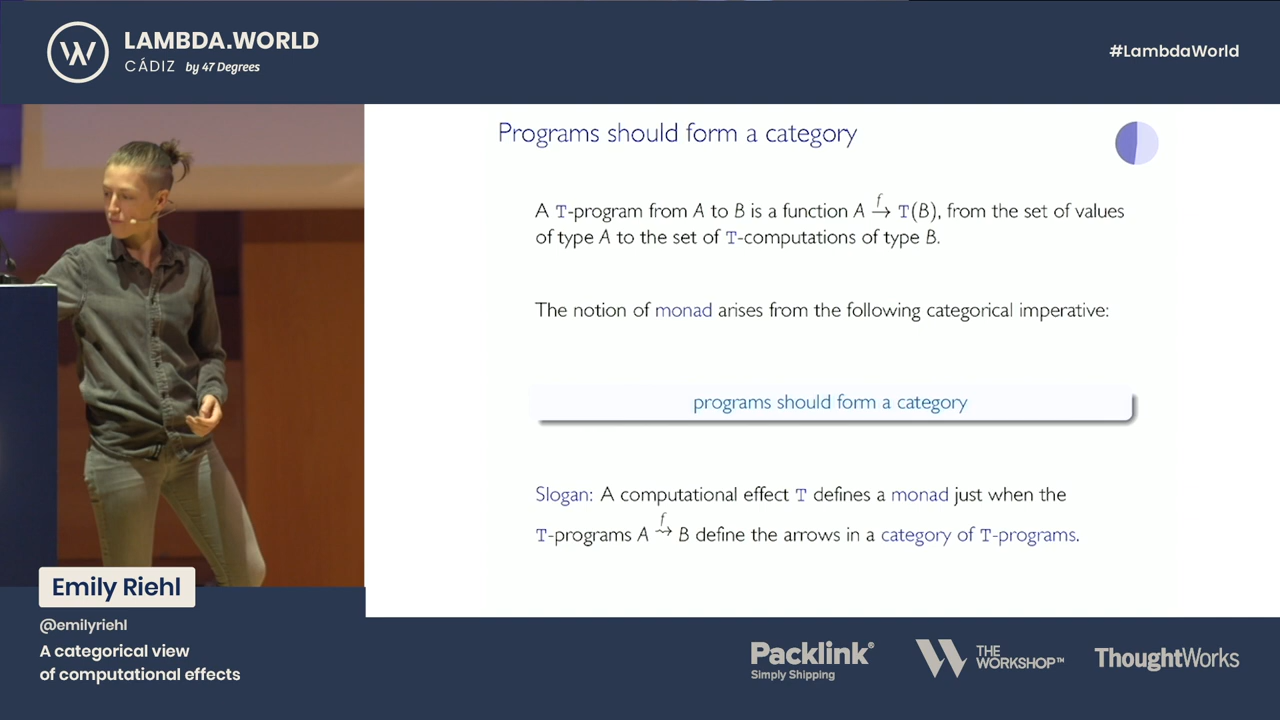 LAMBDA.WORLD
CÁDIZ by 47 Degrees
#LambdaWorld
Programs should form a category
A T-program from A to B is a function A →f T(B), from the set of values
of type A to the set of T-computations of type B.
The notion of monad arises from the following categorical imperative:
programs should form a category
Slogan: A computational effect T defines a monad just when the
T-programs A ⇝f B define the arrows in a category of T-programs.
Emily Riehl
@emilyriehl
A categorical view
of computational effects
Packlink®
Simply Shipping
THE
WORKSHOP™
ThoughtWorks